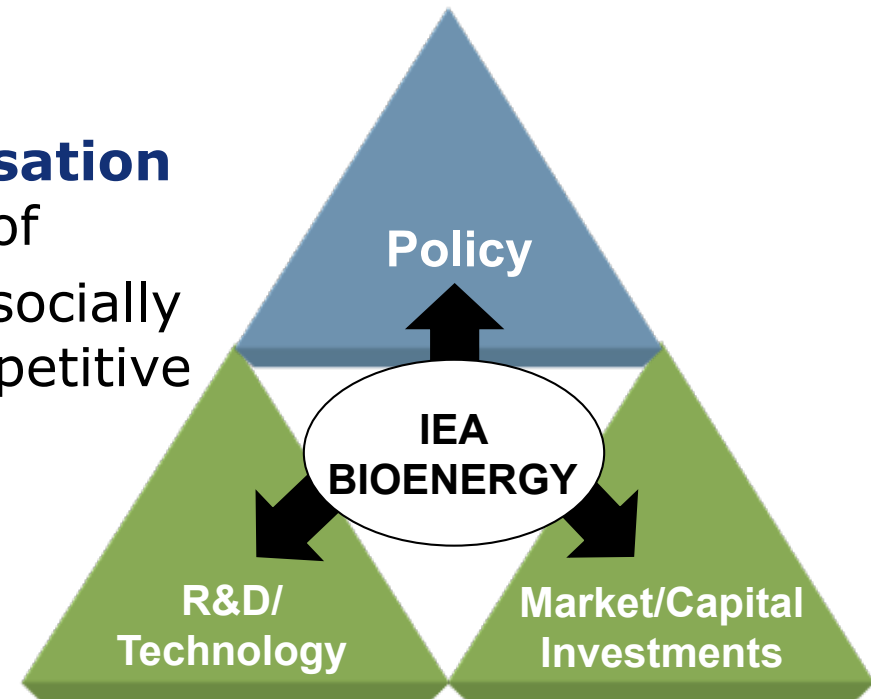 sation
of
socially
petitive
Policy
IEA
BIOENERGY
R&D/
Technology
Market/Capital
Investments